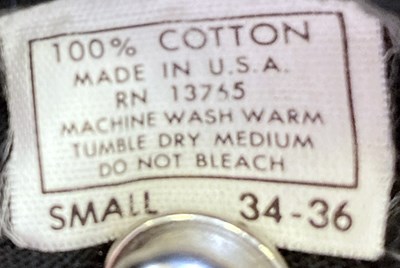 100% COTTON
MADE IN U.S.A.
RN 13765
MACHINE WASH WARM
TUMBLE DRY MEDIUM
DO NOT BLEACH
SMALL 34-36